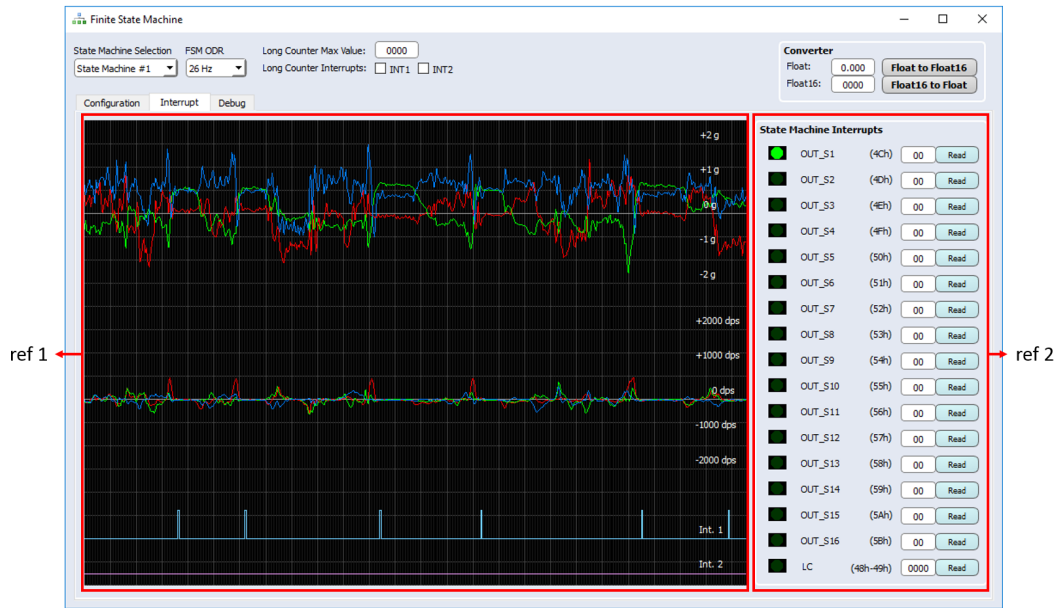 Finite State Machine
State Machine Selection FSM ODR Long Counter Max Value: 0000
State Machine #1 26 Hz Long Counter Interrupts: INT1 INT2
Converter
Float: 0.000 Float to Float16
Float16: 0000 Float16 to Float
Configuration Interrupt Debug
+2 g
+1 g
0 g
-1 g
-2 g
+2000 dps
+1000 dps
0 dps
-1000 dps
-2000 dps
Int. 1
Int. 2
ref 1
State Machine Interrupts
OUT_S1 (4Ch) 00 Read
OUT_S2 (4Dh) 00 Read
OUT_S3 (4Eh) 00 Read
OUT_S4 (4Fh) 00 Read
OUT_S5 (50h) 00 Read
OUT_S6 (51h) 00 Read
OUT_S7 (52h) 00 Read
OUT_S8 (53h) 00 Read
OUT_S9 (54h) 00 Read
OUT_S10 (55h) 00 Read
OUT_S11 (56h) 00 Read
OUT_S12 (57h) 00 Read
OUT_S13 (58h) 00 Read
OUT_S14 (59h) 00 Read
OUT_S15 (5Ah) 00 Read
OUT_S16 (5Bh) 00 Read
LC (48h-49h) 0000 Read
ref 2